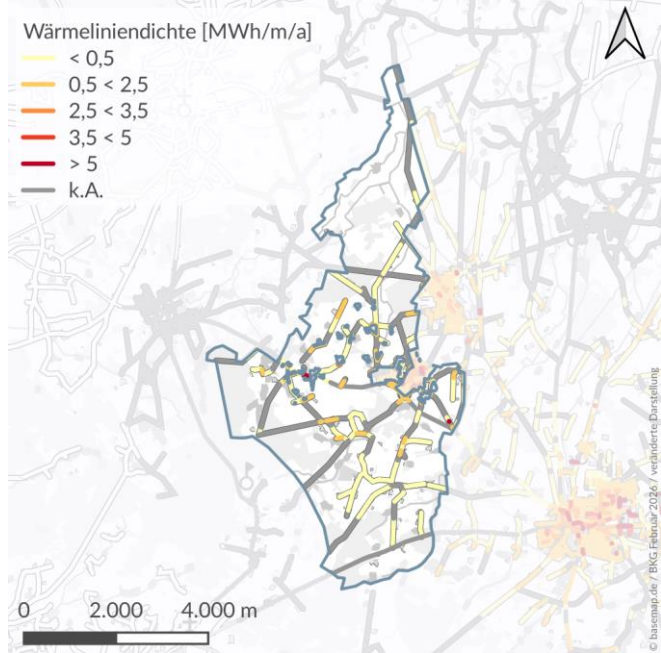 Wärmeliniendichte [MWh/m/a]
< 0,5
0,5 < 2,5
2,5 < 3,5
3,5 < 5
> 5
k.A.
0 2.000 4.000 m
© basemap.de / BKG Februar 2026 / veränderte Darstellung